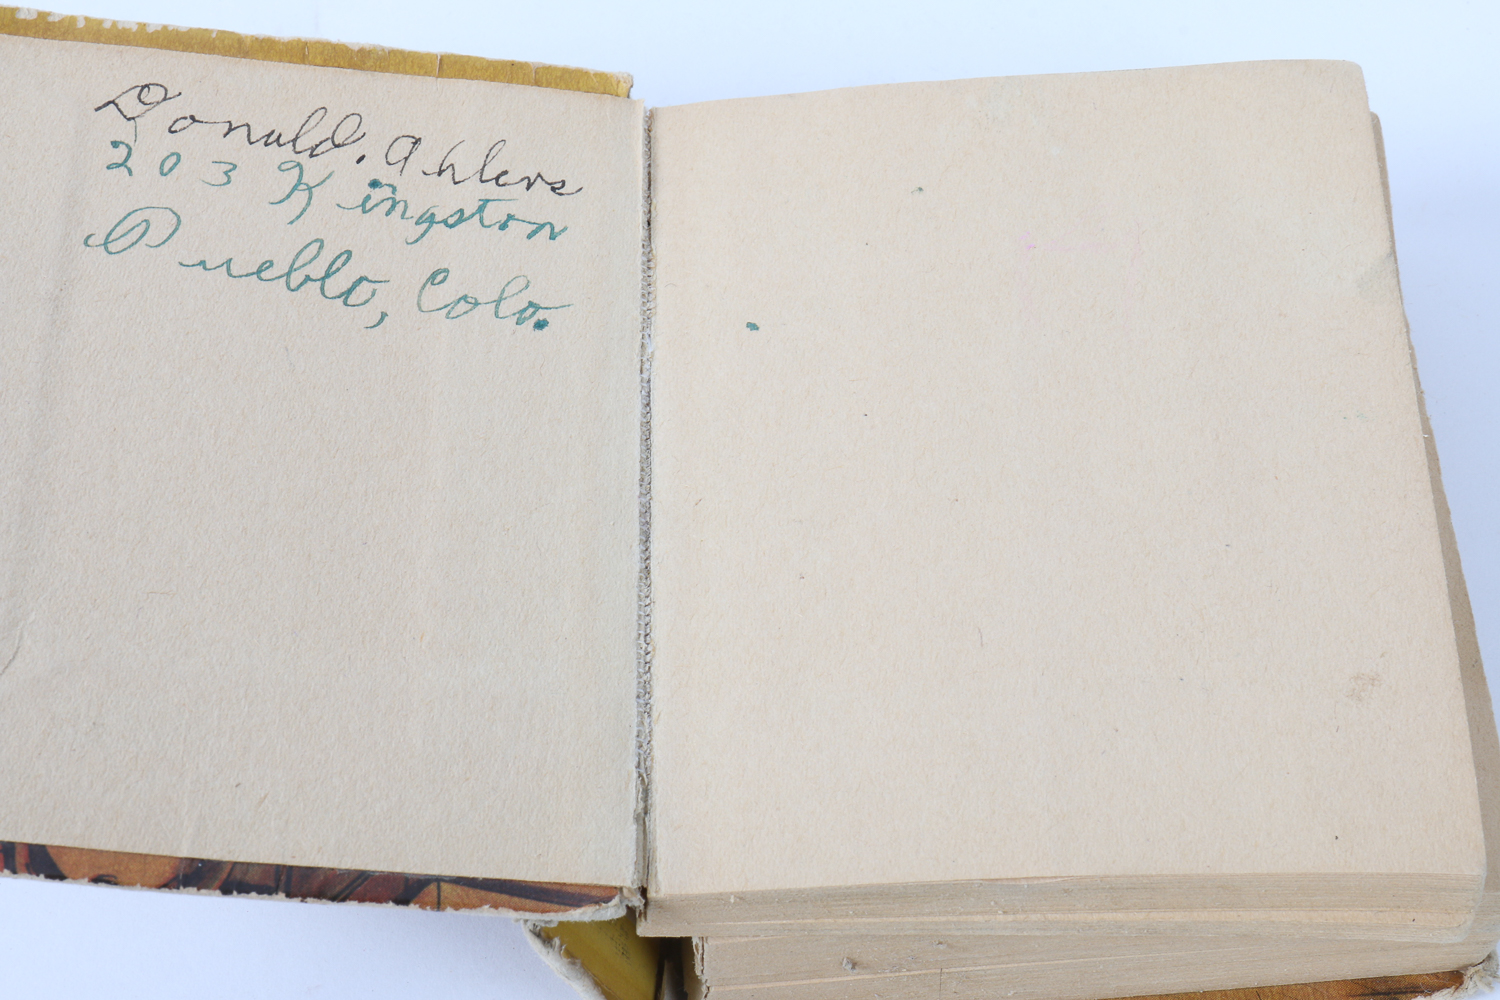 Donald. Ahlers
203 Kingston
Pueblo, Colo.